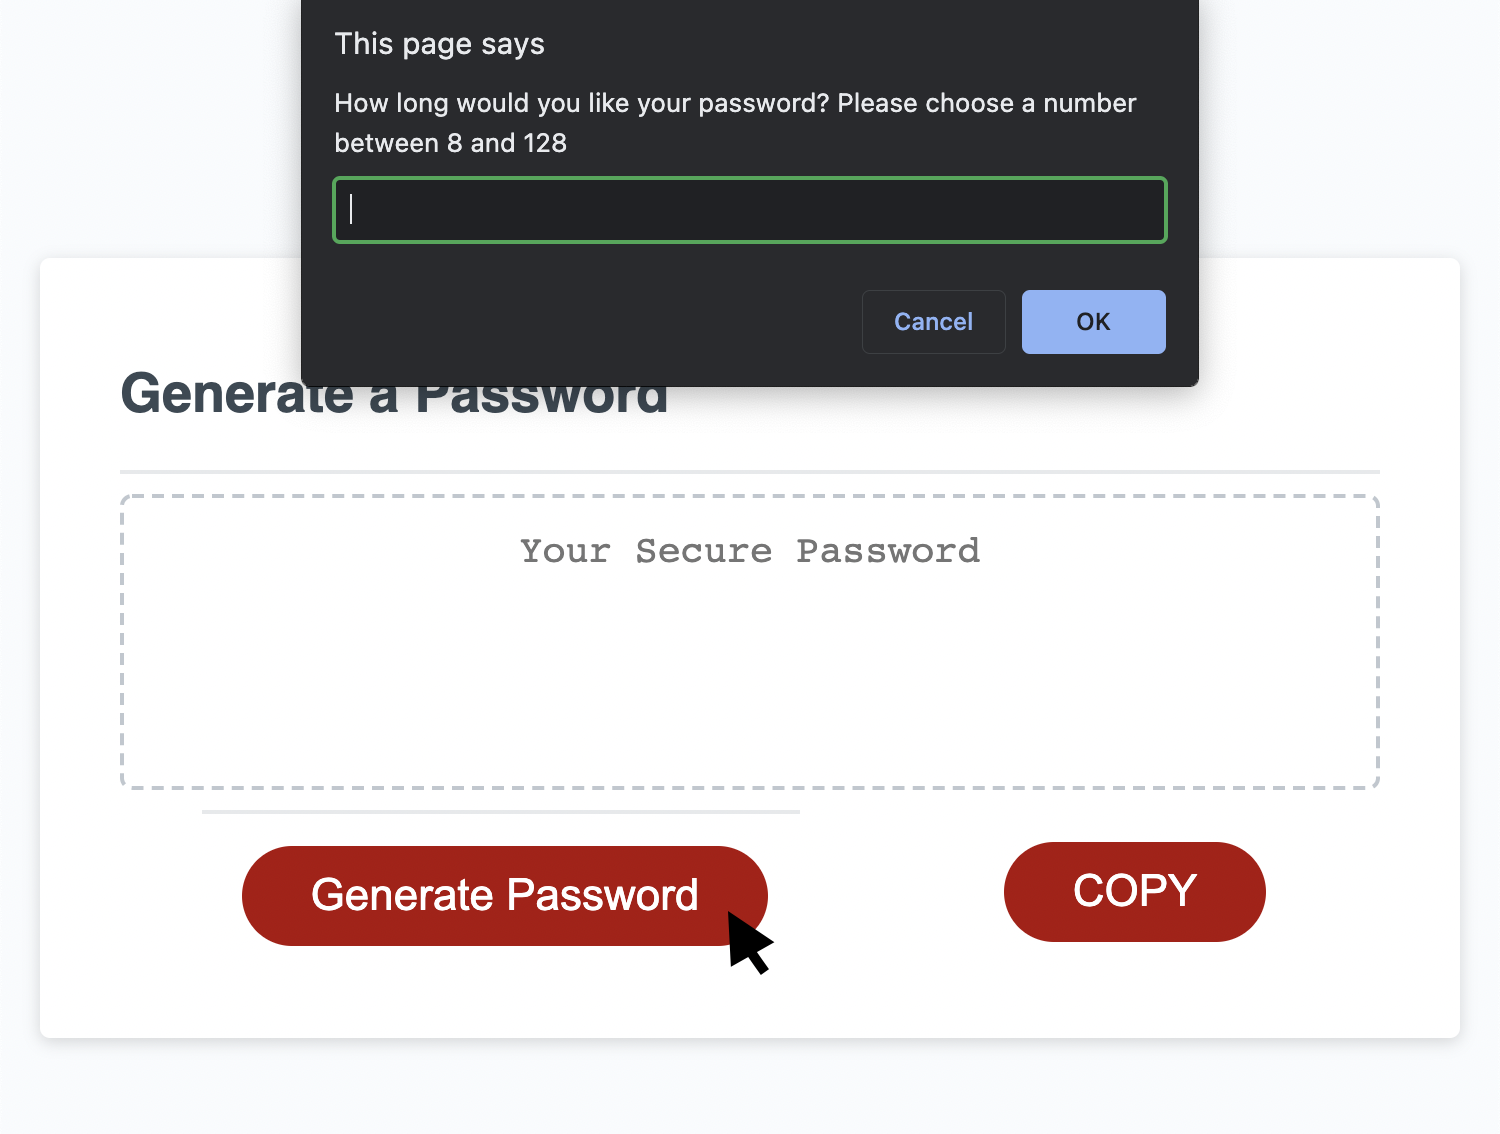 This page says
How long would you like your password? Please choose a number
between 8 and 128
Cancel
OK
Generate a Password
Your Secure Password
Generate Password
COPY